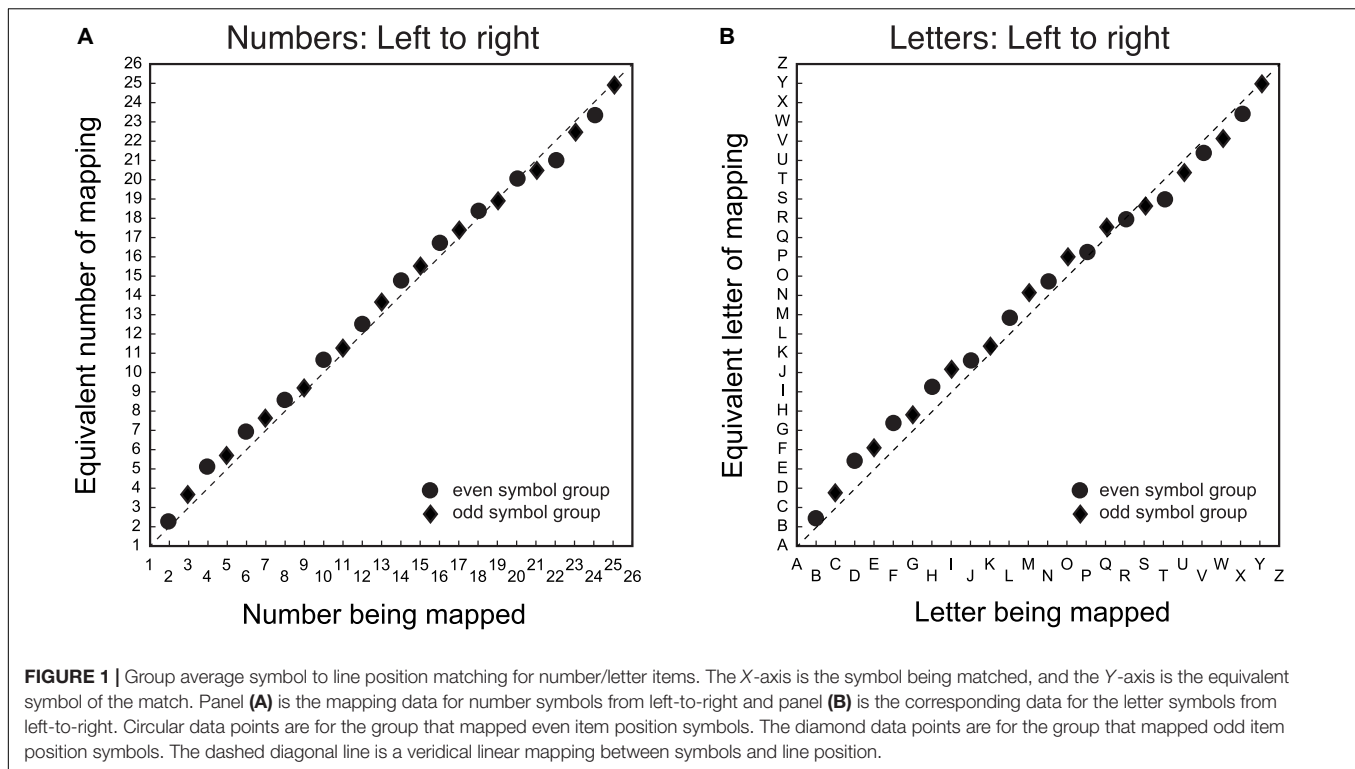 A
Numbers: Left to right
Equivalent number of mapping
26
25
24
23
22
21
20
19
18
17
16
15
14
13
12
11
10
9
8
7
6
5
4
3
2
1
even symbol group
odd symbol group
1 3 5 7 9 11 13 15 17 19 21 23 25
2 4 6 8 10 12 14 16 18 20 22 24 26
Number being mapped
B
Letters: Left to right
Equivalent letter of mapping
Z
Y
X
W
V
U
T
S
R
Q
P
O
N
M
L
K
J
I
H
G
F
E
D
C
B
A
even symbol group
odd symbol group
A C E G I K M O Q S U W Y
B D F H J L N P R T V X Z
Letter being mapped
FIGURE 1 | Group average symbol to line position matching for number/letter items. The X-axis is the symbol being matched, and the Y-axis is the equivalent
symbol of the match. Panel (A) is the mapping data for number symbols from left-to-right and panel (B) is the corresponding data for the letter symbols from
left-to-right. Circular data points are for the group that mapped even item position symbols. The diamond data points are for the group that mapped odd item
position symbols. The dashed diagonal line is a veridical linear mapping between symbols and line position.